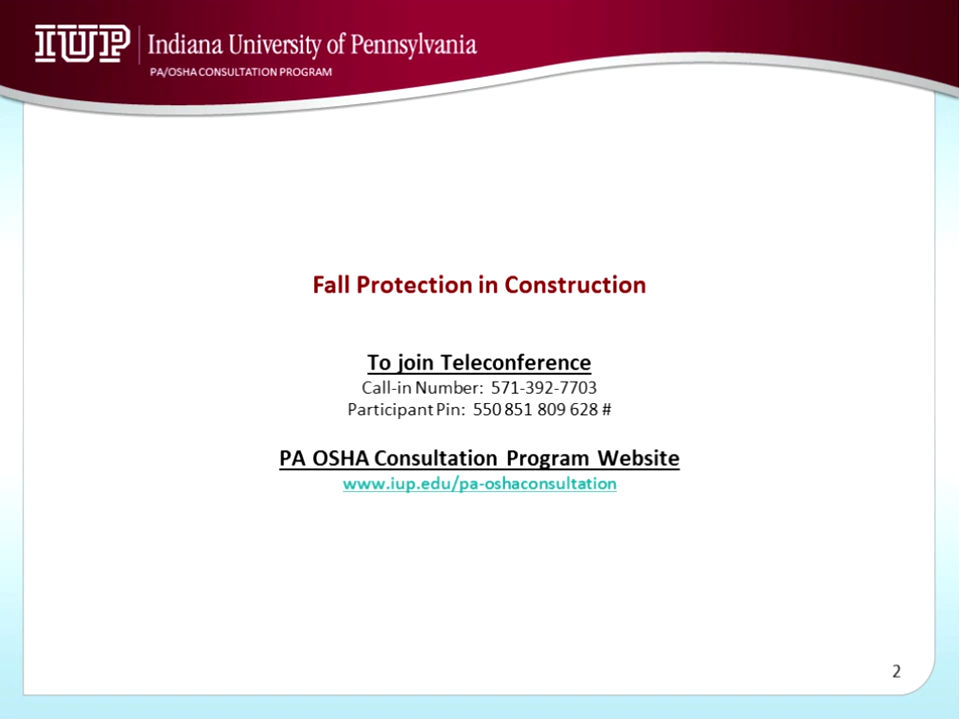 IUP Indiana University of Pennsylvania
PA/OSHA CONSULTATION PROGRAM
Fall Protection in Construction
To join Teleconference
Call-in Number: 571-392-7703
Participant Pin: 550 851 809 628 #
PA OSHA Consultation Program Website
www.iup.edu/pa-oshaconsultation
2